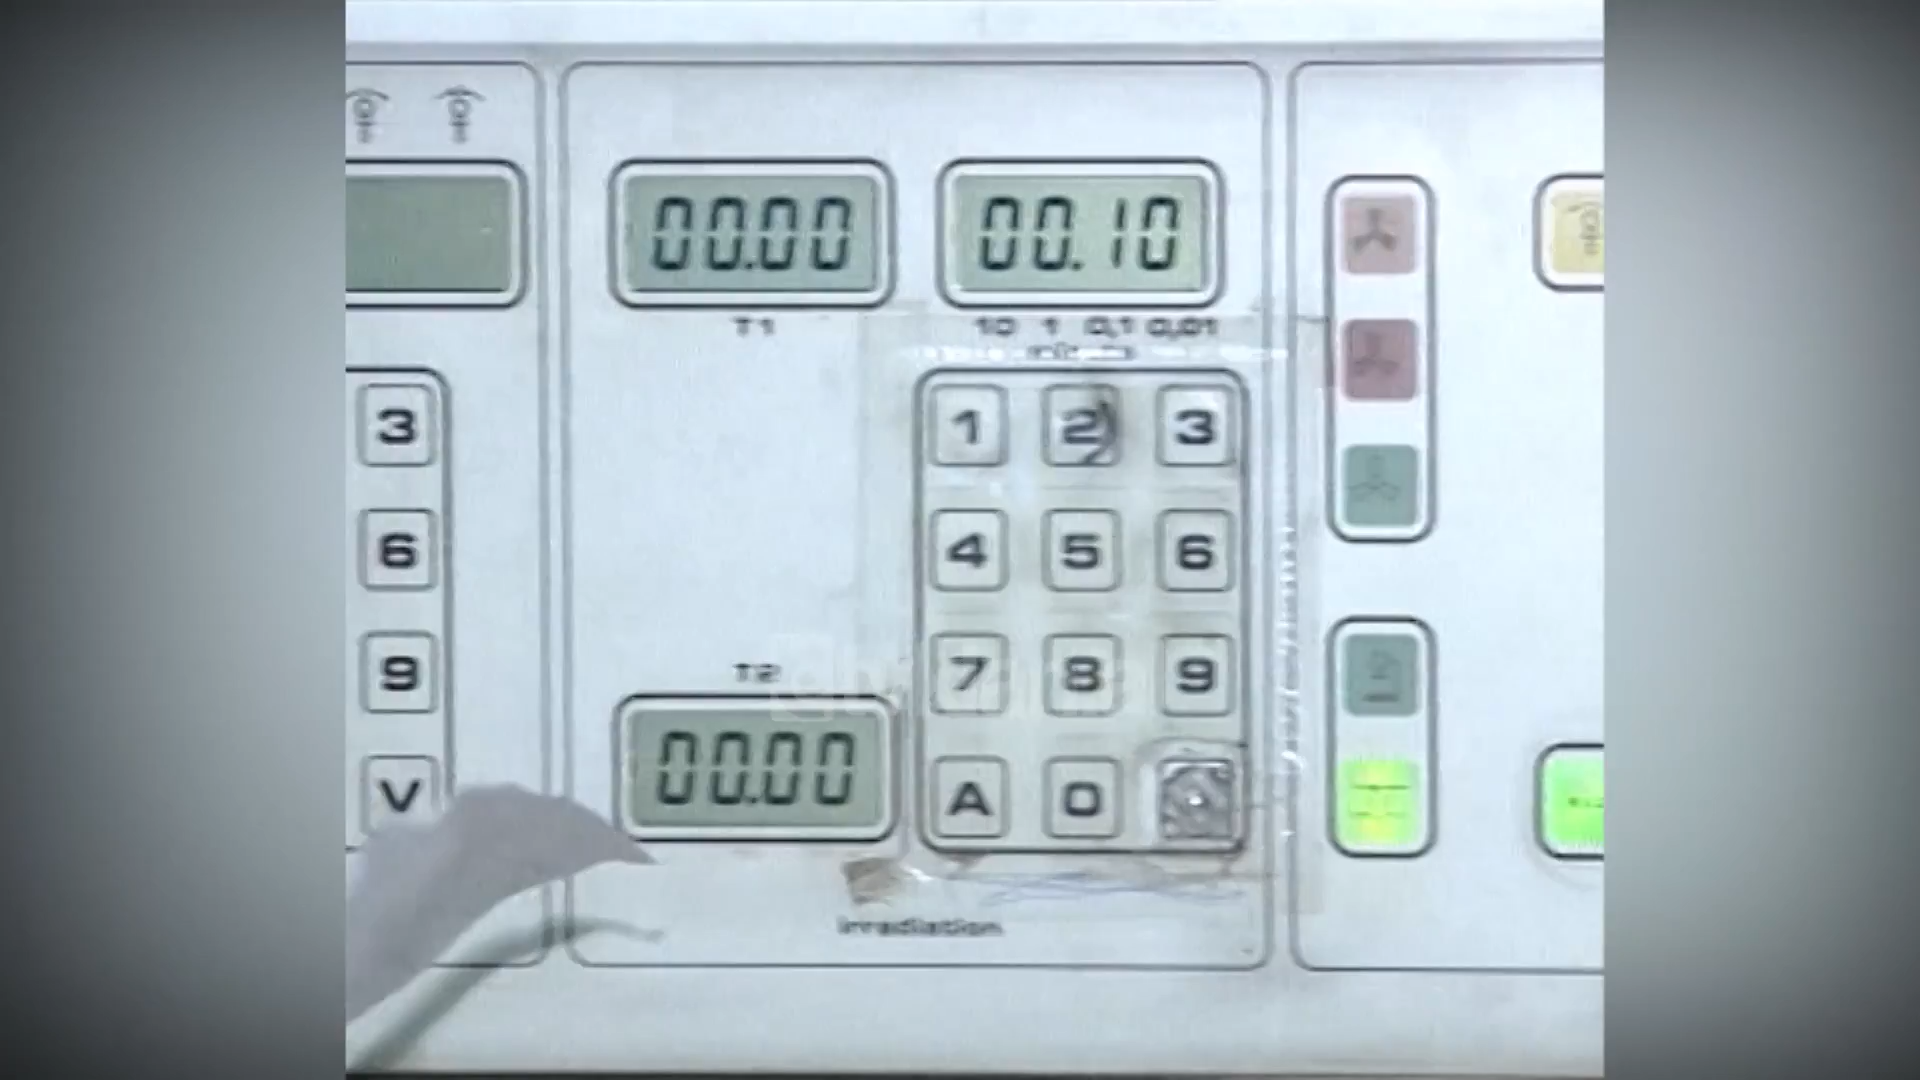 00.00
00.10
T1
10 1 0,1 0,01
3
1 2 3
6
4 5 6
9
T2
7 8 9
00.00
V
A 0
irradiation